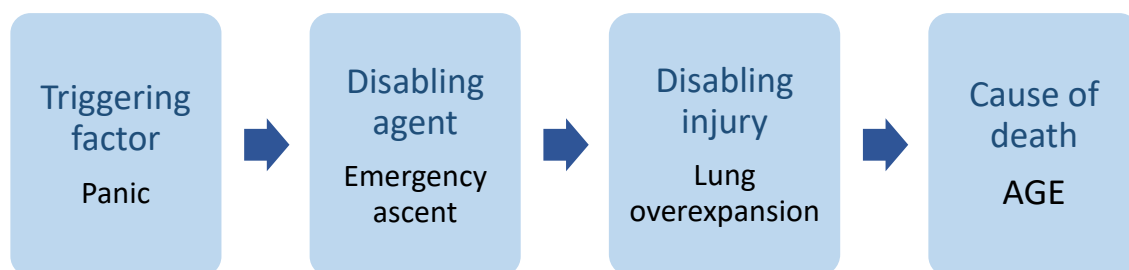 Triggering
factor
Panic
Disabling
agent
Emergency
ascent
Disabling
injury
Lung
overexpansion
Cause of
death
AGE